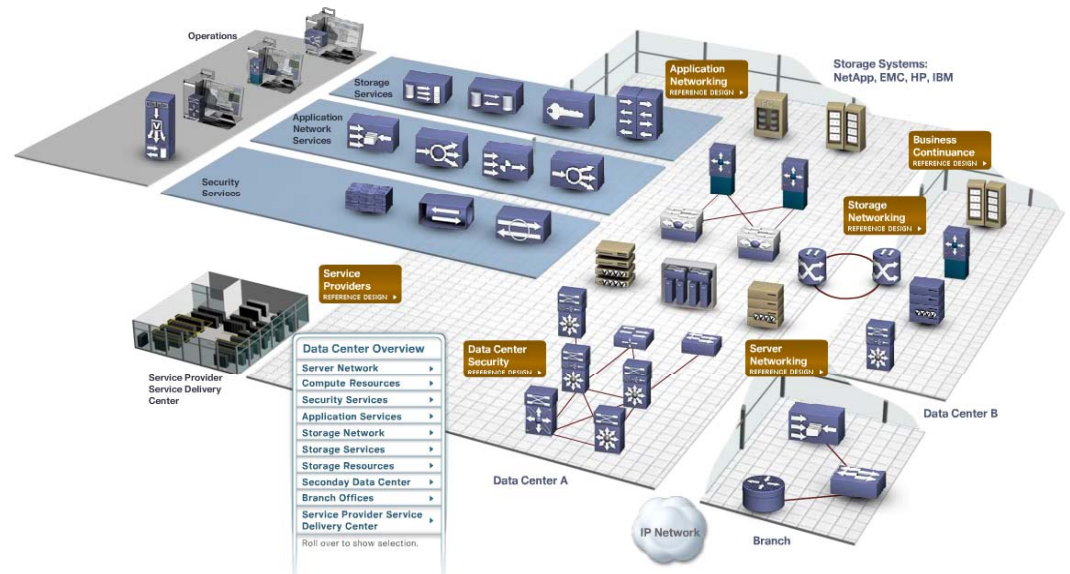 Operations
Storage
Services
Application
Network
Services
Security
Services
Application
Networking
REFERENCE DESIGN
Storage Systems:
NetApp, EMC, HP, IBM
Business
Continuance
REFERENCE DESIGN
Storage
Networking
REFERENCE DESIGN
Service
Providers
REFERENCE DESIGN
Data Center
Security
REFERENCE DESIGN
Server
Networking
REFERENCE DESIGN
Service Provider
Service Delivery
Center
Data Center Overview
Server Network
Compute Resources
Security Services
Application Services
Storage Network
Storage Services
Storage Resources
Seconday Data Center
Branch Offices
Service Provider Service
Delivery Center
Roll over to show selection.
Data Center A
Data Center B
IP Network
Branch